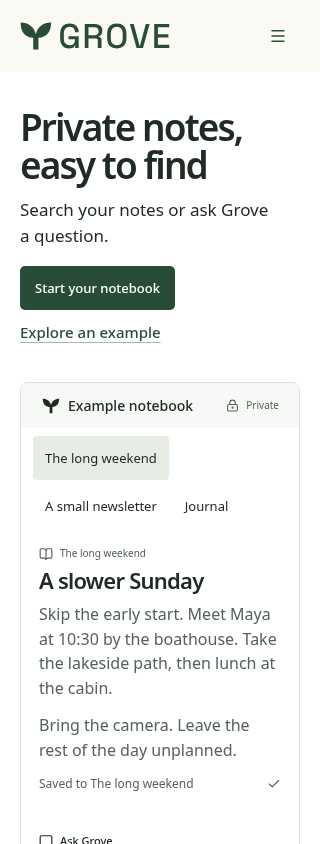 GROVE
Private notes,
easy to find
Search your notes or ask Grove
a question.
Start your notebook
Explore an example
Example notebook
Private
The long weekend
A small newsletter
Journal
The long weekend
A slower Sunday
Skip the early start. Meet Maya
at 10:30 by the boathouse. Take
the lakeside path, then lunch at
the cabin.
Bring the camera. Leave the
rest of the day unplanned.
Saved to The long weekend
Ask Grove